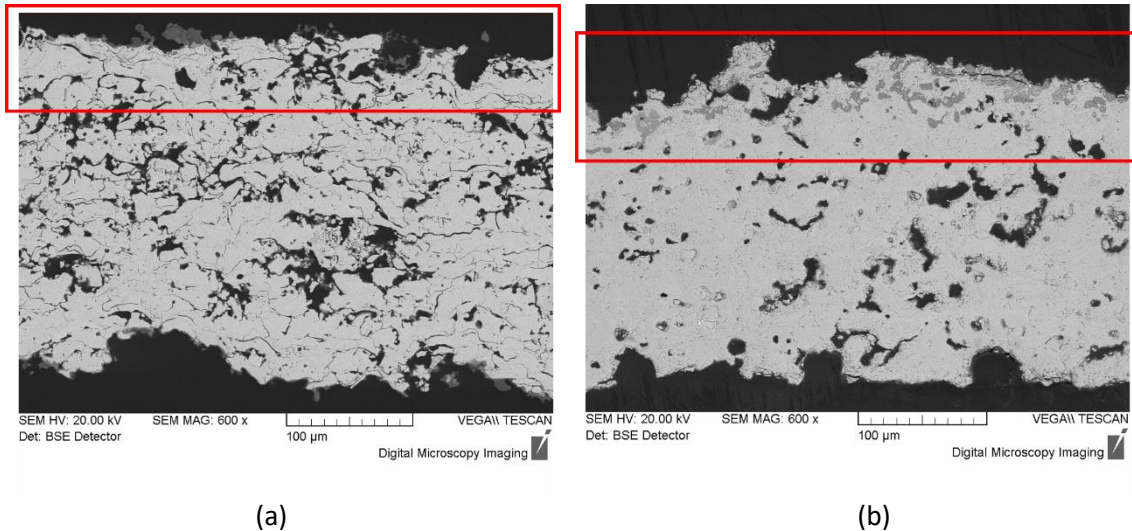 SEM HV: 20.00 kV SEM MAG: 600 x VEGA\\ TESCAN
Det: BSE Detector 100 µm
Digital Microscopy Imaging
SEM HV: 20.00 kV SEM MAG: 600 x VEGA\\ TESCAN
Det: BSE Detector 100 µm
Digital Microscopy Imaging
(a) (b)